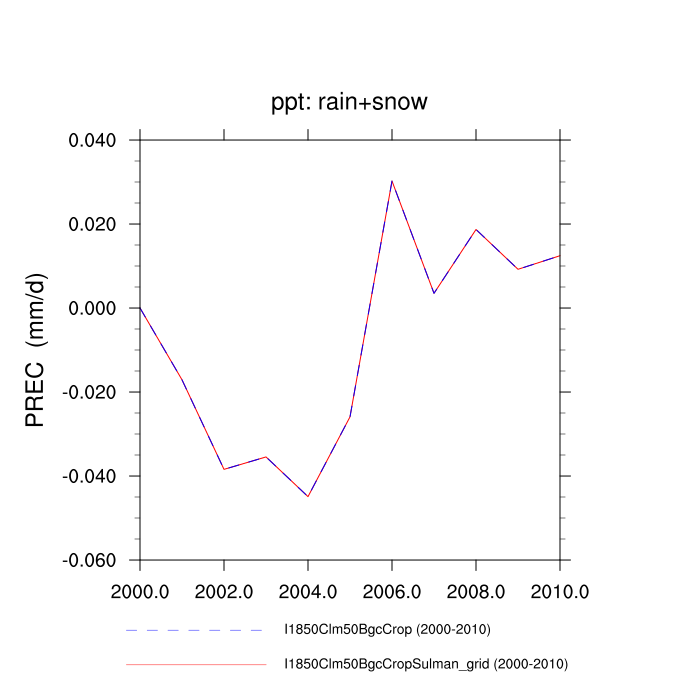 ppt: rain+snow
PREC (mm/d)
0.040
0.020
0.000
-0.020
-0.040
-0.060
2000.0 2002.0 2004.0 2006.0 2008.0 2010.0
I1850Clm50BgcCrop (2000-2010)
I1850Clm50BgcCropSulman_grid (2000-2010)